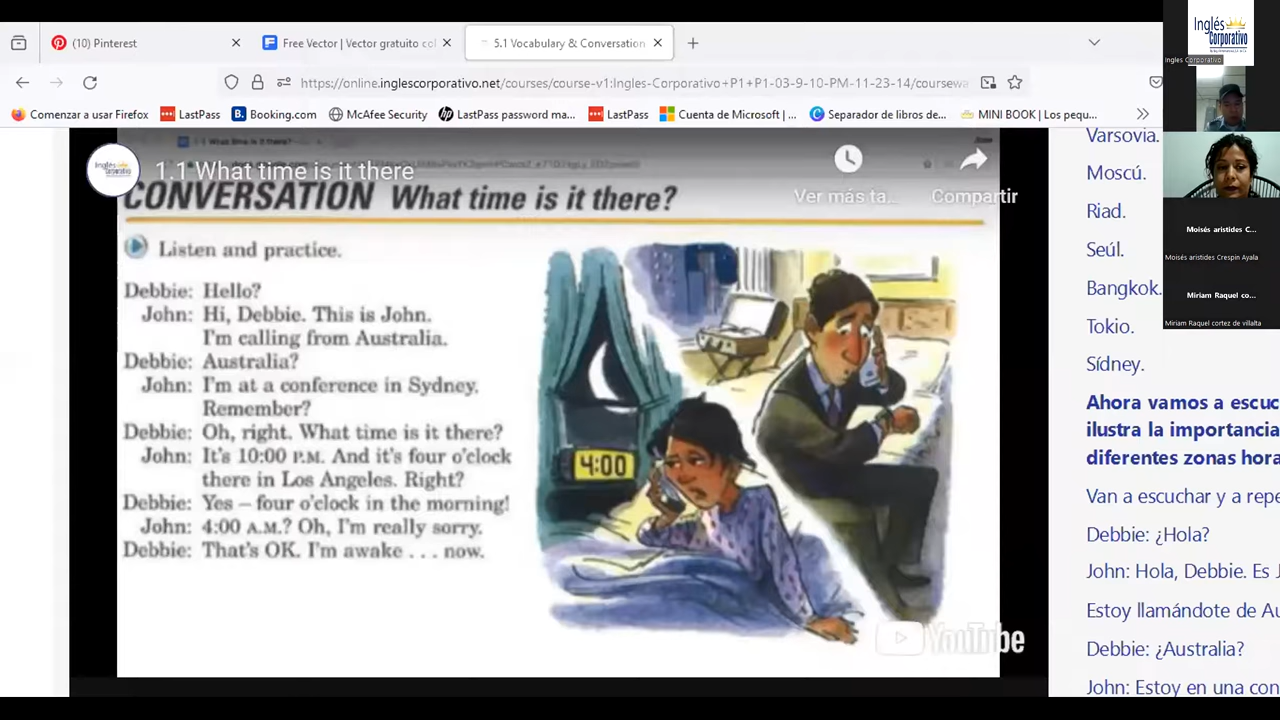 (10) Pinterest
Free Vector | Vector gratuito col
5.1 Vocabulary & Conversation
https://online.inglescorporativo.net/courses/course-v1:Ingles-Corporativo+P1+P1-03-9-10-PM-11-23-14/coursewa
Comenzar a usar Firefox
LastPass
Booking.com
McAfee Security
LastPass password ma...
LastPass
Cuenta de Microsoft | ...
Separador de libros de...
MINI BOOK | Los pequ...
1.1 What time is it there
Ver más ta...
Compartir
CONVERSATION What time is it there?
Listen and practice.
Debbie: Hello?
John: Hi, Debbie. This is John.
I'm calling from Australia.
Debbie: Australia?
John: I'm at a conference in Sydney.
Remember?
Debbie: Oh, right. What time is it there?
John: It's 10:00 P.M. And it's four o'clock
there in Los Angeles. Right?
Debbie: Yes – four o'clock in the morning!
John: 4:00 A.M.? Oh, I'm really sorry.
Debbie: That's OK. I'm awake . . . now.
4:00
YouTube
Varsovia.
Moscú.
Riad.
Seúl.
Bangkok.
Tokio.
Sídney.
Ahora vamos a escuc
ilustra la importancia
diferentes zonas hora
Van a escuchar y a repe
Debbie: ¿Hola?
John: Hola, Debbie. Es J
Estoy llamándote de Au
Debbie: ¿Australia?
John: Estoy en una con
Inglés
Corporativo
Ingles Corporativo
Moisés aristides C...
Moisés aristides Crespin Ayala
Miriam Raquel co...
Miriam Raquel cortez de villalta